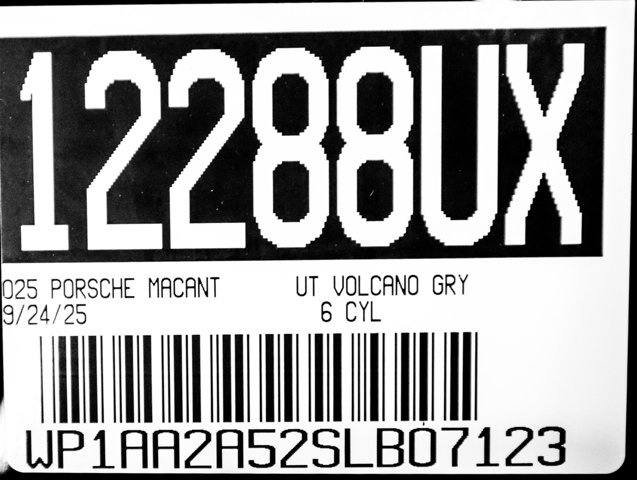 12288UX
025 PORSCHE MACANT UT VOLCANO GRY
9/24/25 6 CYL
WP1AA2A52SLB07123